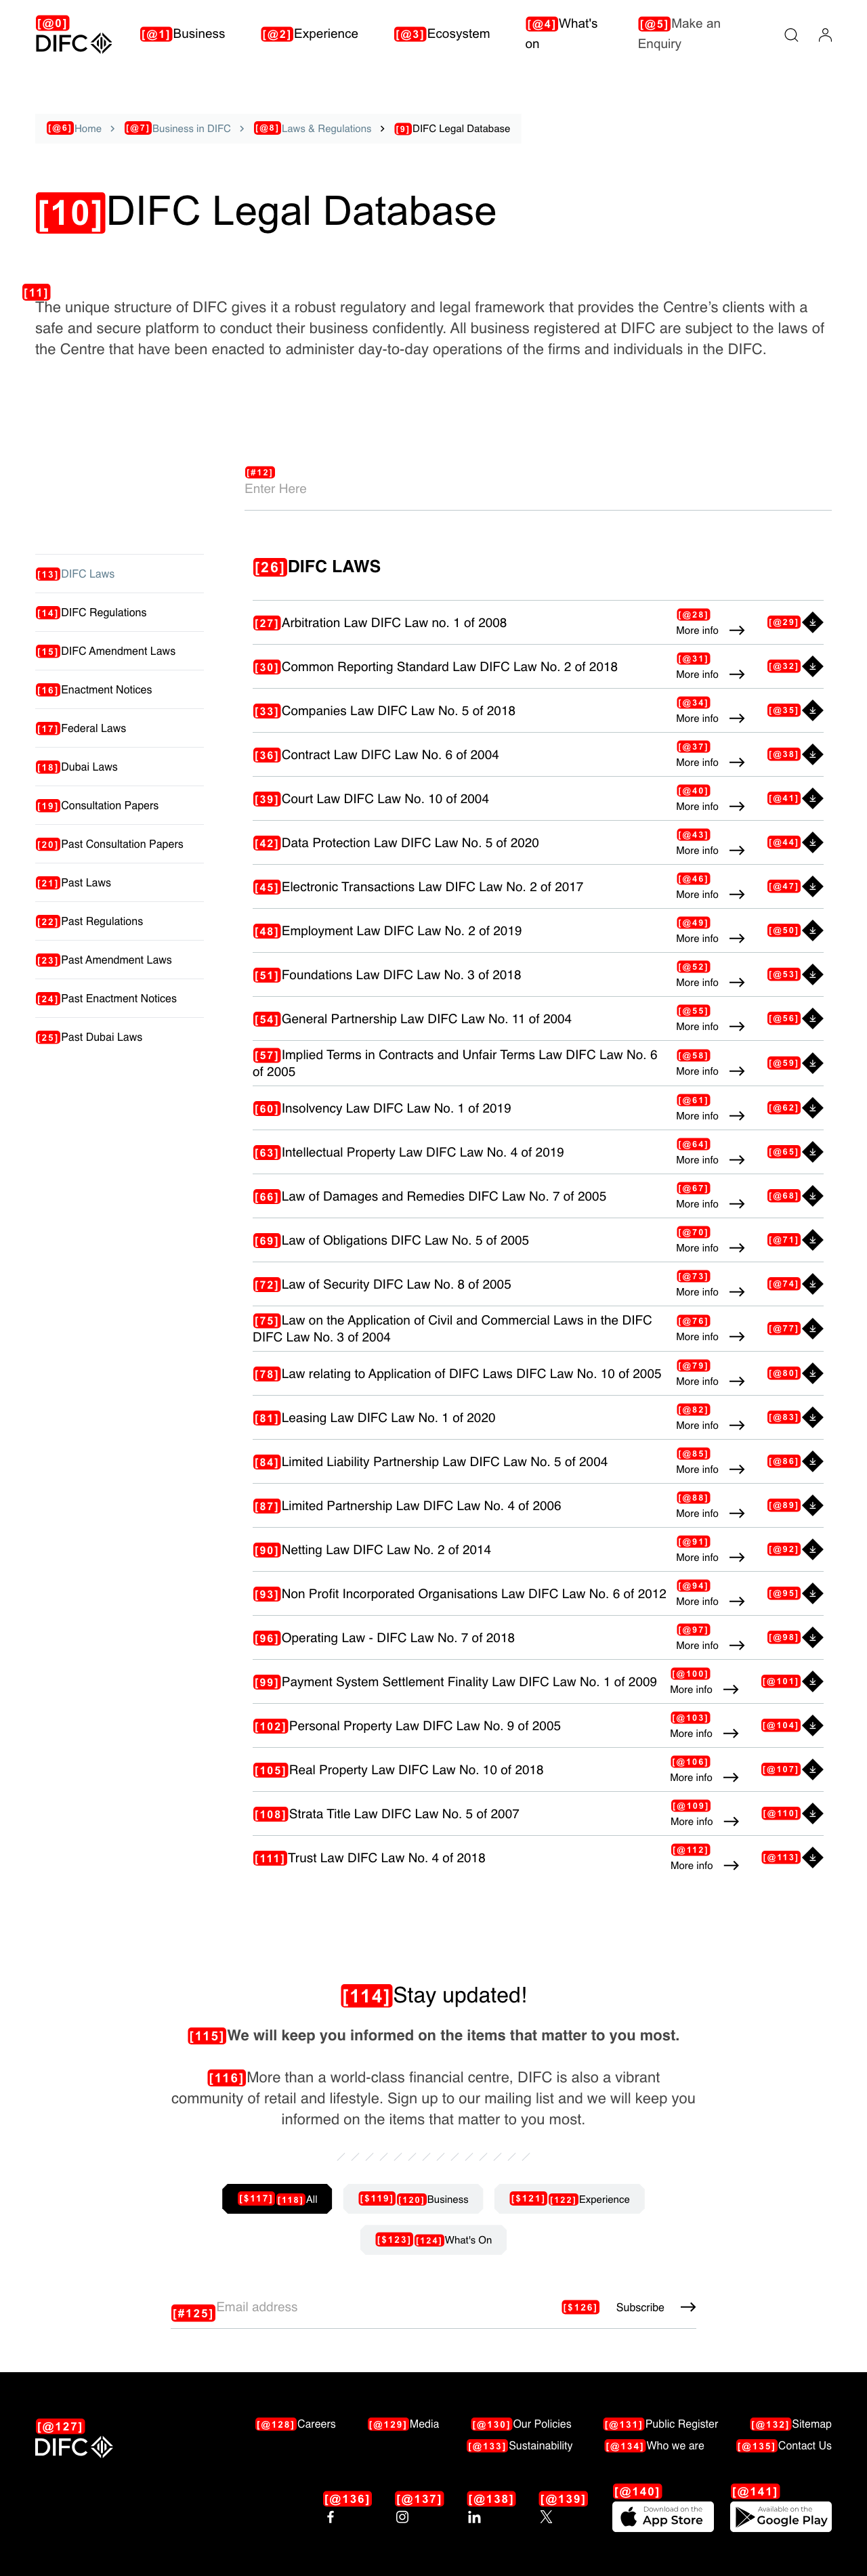 [@0]
DIFC
[@1]Business
[@2]Experience
[@3]Ecosystem
[@4]What's on
[@5]Make an Enquiry
[@6]Home > [@7]Business in DIFC > [@8]Laws & Regulations > [9]DIFC Legal Database
[10]DIFC Legal Database
[11]
The unique structure of DIFC gives it a robust regulatory and legal framework that provides the Centre's clients with a
safe and secure platform to conduct their business confidently. All business registered at DIFC are subject to the laws of
the Centre that have been enacted to administer day-to-day operations of the firms and individuals in the DIFC.
[#12]
Enter Here
[13]DIFC Laws
[14]DIFC Regulations
[15]DIFC Amendment Laws
[16]Enactment Notices
[17]Federal Laws
[18]Dubai Laws
[19]Consultation Papers
[20]Past Consultation Papers
[21]Past Laws
[22]Past Regulations
[23]Past Amendment Laws
[24]Past Enactment Notices
[25]Past Dubai Laws
[26]DIFC LAWS
[27]Arbitration Law DIFC Law no. 1 of 2008 [@28] More info [@29]
[30]Common Reporting Standard Law DIFC Law No. 2 of 2018 [@31] More info [@32]
[33]Companies Law DIFC Law No. 5 of 2018 [@34] More info [@35]
[36]Contract Law DIFC Law No. 6 of 2004 [@37] More info [@38]
[39]Court Law DIFC Law No. 10 of 2004 [@40] More info [@41]
[42]Data Protection Law DIFC Law No. 5 of 2020 [@43] More info [@44]
[45]Electronic Transactions Law DIFC Law No. 2 of 2017 [@46] More info [@47]
[48]Employment Law DIFC Law No. 2 of 2019 [@49] More info [@50]
[51]Foundations Law DIFC Law No. 3 of 2018 [@52] More info [@53]
[54]General Partnership Law DIFC Law No. 11 of 2004 [@55] More info [@56]
[57]Implied Terms in Contracts and Unfair Terms Law DIFC Law No. 6
of 2005 [@58] More info [@59]
[60]Insolvency Law DIFC Law No. 1 of 2019 [@61] More info [@62]
[63]Intellectual Property Law DIFC Law No. 4 of 2019 [@64] More info [@65]
[66]Law of Damages and Remedies DIFC Law No. 7 of 2005 [@67] More info [@68]
[69]Law of Obligations DIFC Law No. 5 of 2005 [@70] More info [@71]
[72]Law of Security DIFC Law No. 8 of 2005 [@73] More info [@74]
[75]Law on the Application of Civil and Commercial Laws in the DIFC
DIFC Law No. 3 of 2004 [@76] More info [@77]
[78]Law relating to Application of DIFC Laws DIFC Law No. 10 of 2005 [@79] More info [@80]
[81]Leasing Law DIFC Law No. 1 of 2020 [@82] More info [@83]
[84]Limited Liability Partnership Law DIFC Law No. 5 of 2004 [@85] More info [@86]
[87]Limited Partnership Law DIFC Law No. 4 of 2006 [@88] More info [@89]
[90]Netting Law DIFC Law No. 2 of 2014 [@91] More info [@92]
[93]Non Profit Incorporated Organisations Law DIFC Law No. 6 of 2012 [@94] More info [@95]
[96]Operating Law - DIFC Law No. 7 of 2018 [@97] More info [@98]
[99]Payment System Settlement Finality Law DIFC Law No. 1 of 2009 [@100] More info [@101]
[102]Personal Property Law DIFC Law No. 9 of 2005 [@103] More info [@104]
[105]Real Property Law DIFC Law No. 10 of 2018 [@106] More info [@107]
[108]Strata Title Law DIFC Law No. 5 of 2007 [@109] More info [@110]
[111]Trust Law DIFC Law No. 4 of 2018 [@112] More info [@113]
[114]Stay updated!
[115]We will keep you informed on the items that matter to you most.
[116]More than a world-class financial centre, DIFC is also a vibrant
community of retail and lifestyle. Sign up to our mailing list and we will keep you
informed on the items that matter to you most.
[$117][118]All [$119][120]Business [$121][122]Experience
[$123][124]What's On
[#125]Email address [$126] Subscribe
[@127]
DIFC
[@128]Careers [@129]Media [@130]Our Policies [@131]Public Register [@132]Sitemap
[@133]Sustainability [@134]Who we are [@135]Contact Us
[@136] [@137] [@138] [@139] [@140] [@141]
Download on the
App Store
Available on the
Google Play